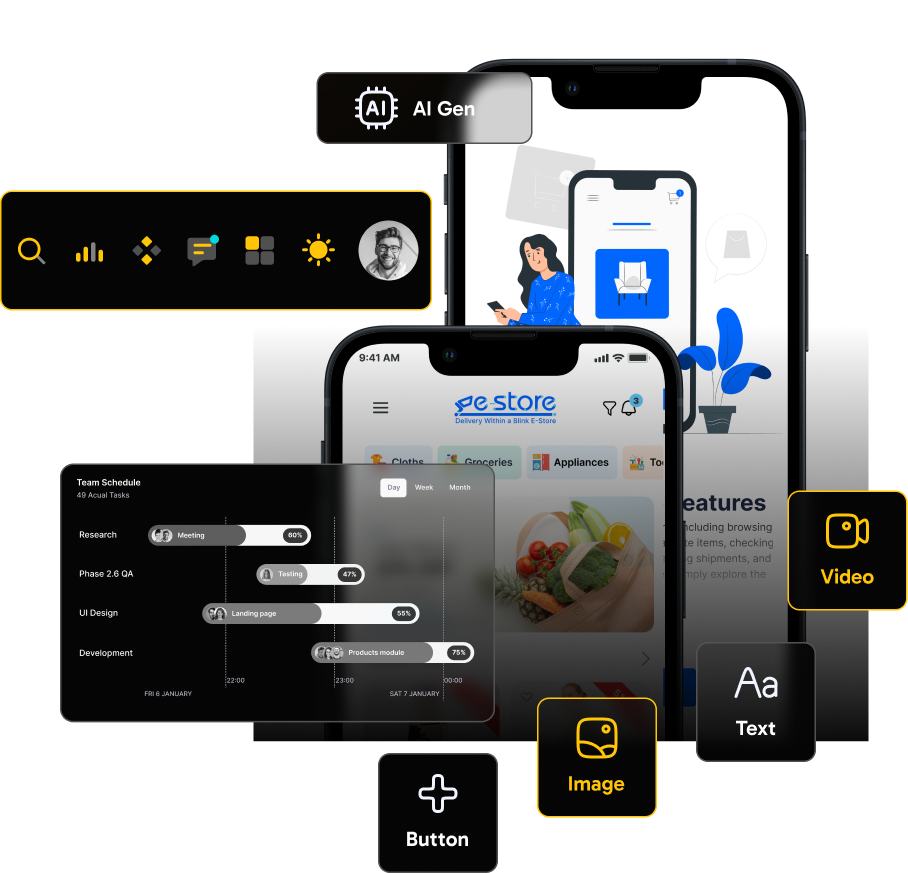 AI
AI Gen
1
9:41 AM
e-store
Delivery Within a Blink E-Store
3
Cloths
Groceries
Appliances
Too
Team Schedule
49 Acual Tasks
Day
Week
Month
Research
Meeting
60%
Phase 2.6 QA
Testing
47%
UI Design
Landing page
55%
Development
Products module
75%
22:00
23:00
00:00
FRI 6 JANUARY
SAT 7 JANUARY
eatures
including browsing
te items, checking
shipments, and
mply explore the
Video
Aa
Text
Image
Button